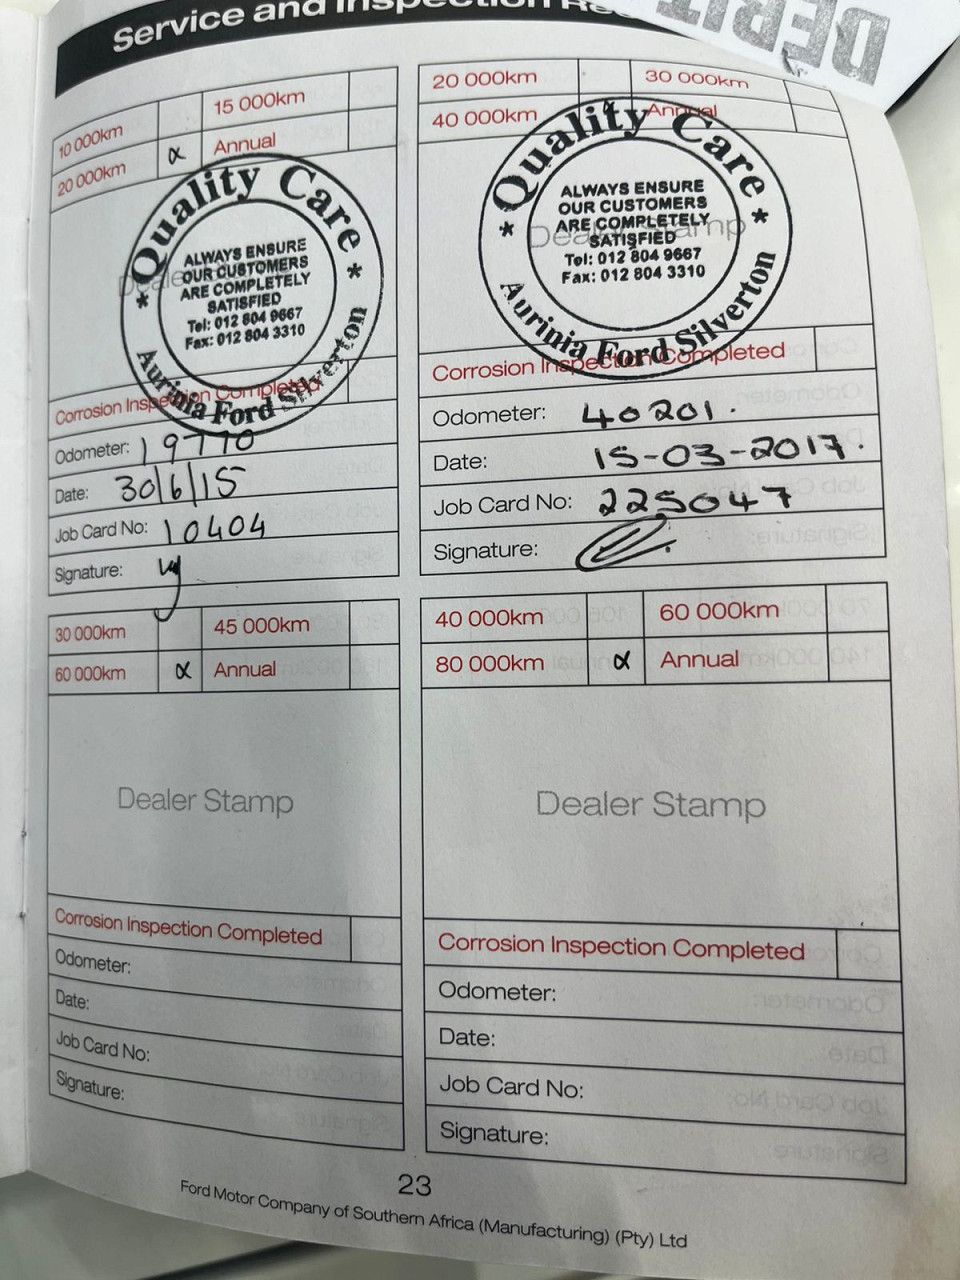 Service and Inspection Re
DEBIT
10 000km
15 000km
20 000km α Annual
Quality Care
ALWAYS ENSURE
OUR CUSTOMERS
ARE COMPLETELY
SATISFIED
Tel: 012 804 9667
Fax: 012 804 3310
Aurinia Ford Silverton
Corrosion Inspection Completed
Odometer: 19770
Date: 30/6/15
Job Card No: 10404
Signature:
20 000km
30 000km
40 000km α Annual
Dealer Stamp
Quality Care
ALWAYS ENSURE
OUR CUSTOMERS
ARE COMPLETELY
SATISFIED
Tel: 012 804 9667
Fax: 012 804 3310
Aurinia Ford Silverton
Corrosion Inspection Completed
Odometer: 40201.
Date: 15-03-2017.
Job Card No: 225047
Signature:
30 000km
45 000km
60 000km α Annual
Dealer Stamp
Corrosion Inspection Completed
Odometer:
Date:
Job Card No:
Signature:
40 000km
60 000km
80 000km α Annual
Dealer Stamp
Corrosion Inspection Completed
Odometer:
Date:
Job Card No:
Signature:
23
Ford Motor Company of Southern Africa (Manufacturing) (Pty) Ltd